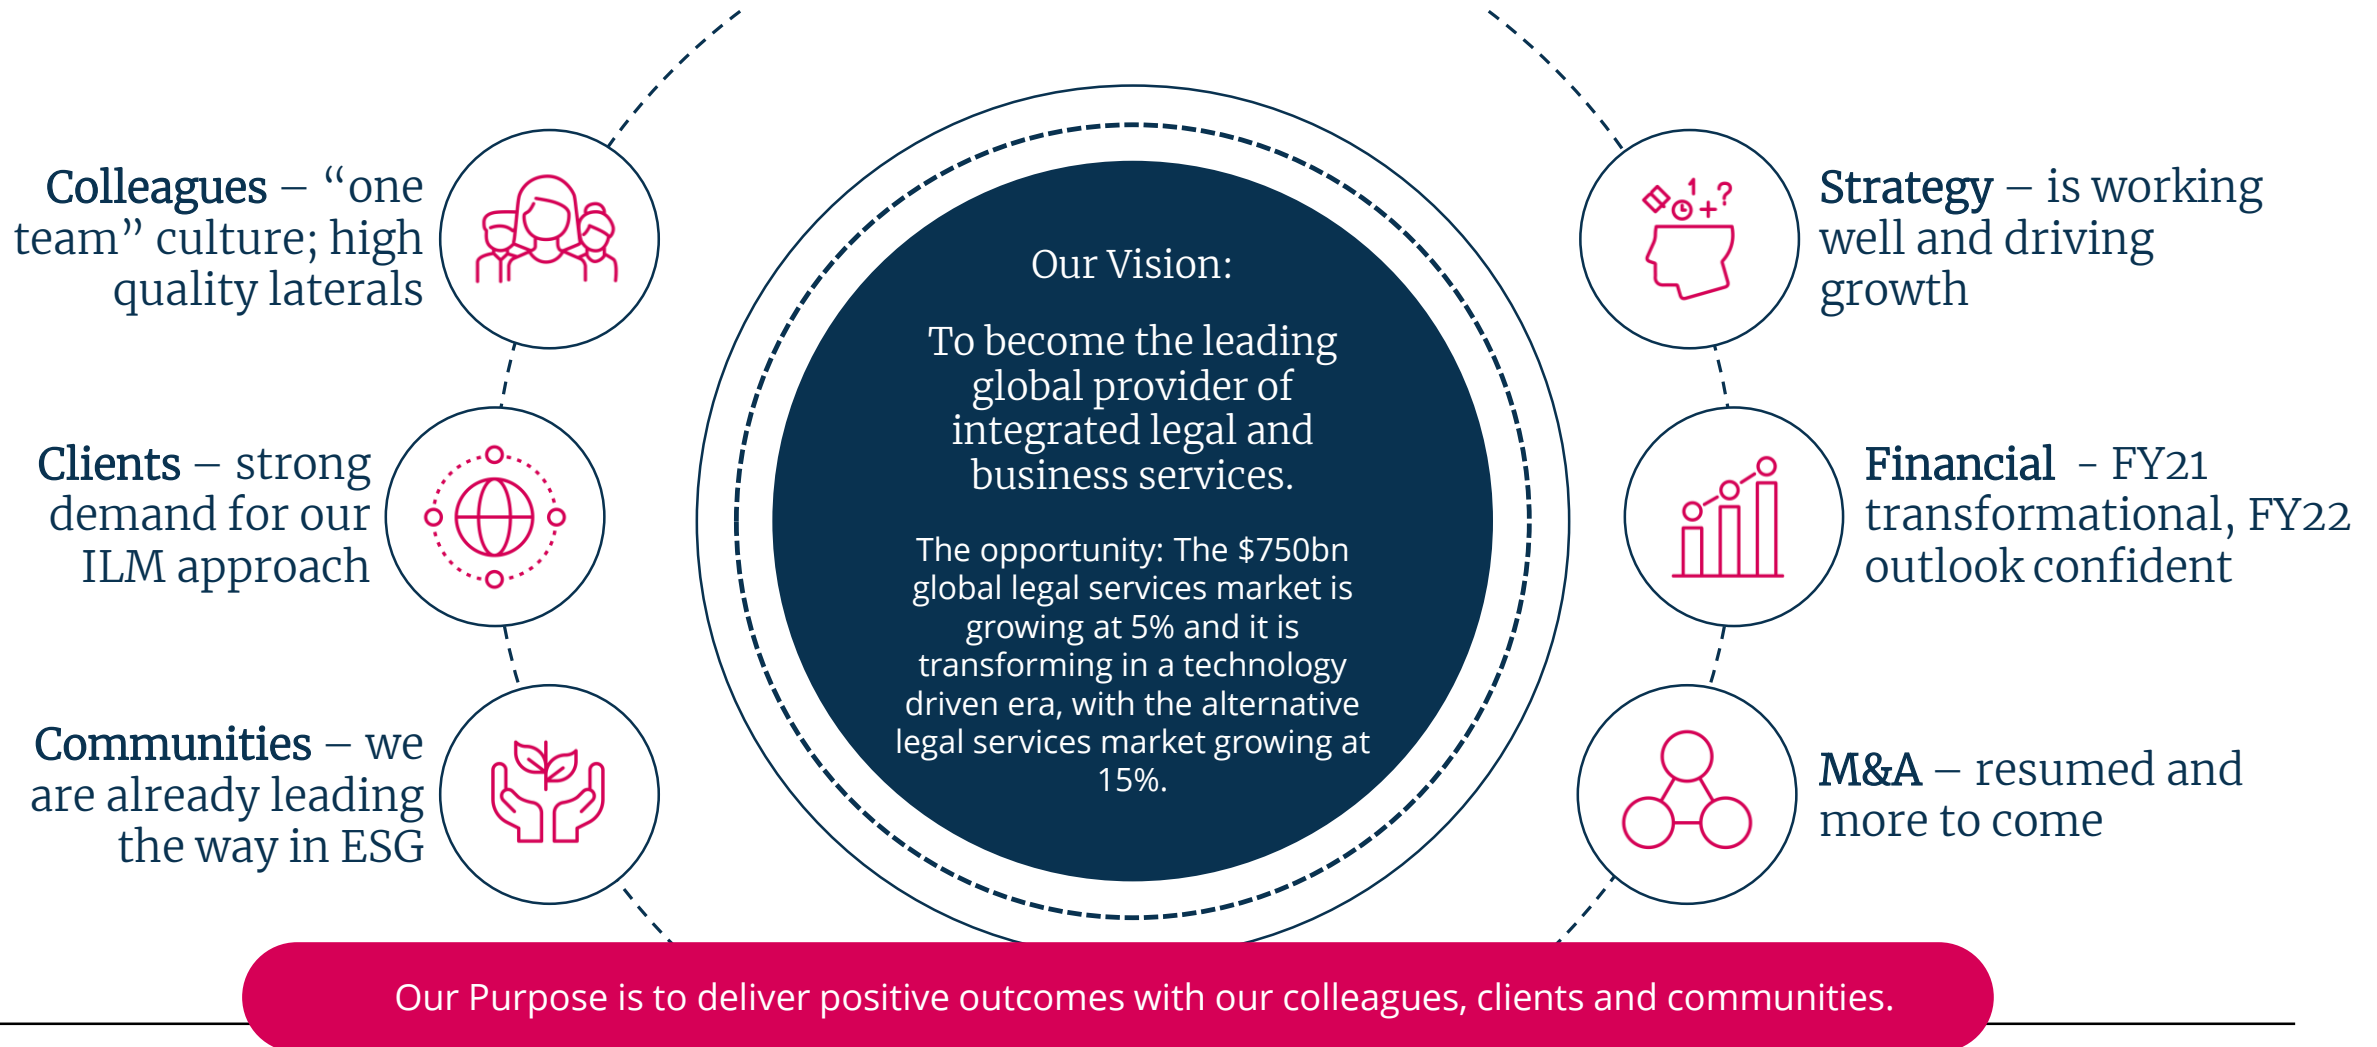 Colleagues – “one
team” culture; high
quality laterals
Clients – strong
demand for our
ILM approach
Communities – we
are already leading
the way in ESG
Our Vision:
To become the leading
global provider of
integrated legal and
business services.
The opportunity: The $750bn
global legal services market is
growing at 5% and it is
transforming in a technology
driven era, with the alternative
legal services market growing at
15%.
1
?
+
Strategy – is working
well and driving
growth
Financial - FY21
transformational, FY22
outlook confident
M&A – resumed and
more to come
Our Purpose is to deliver positive outcomes with our colleagues, clients and communities.